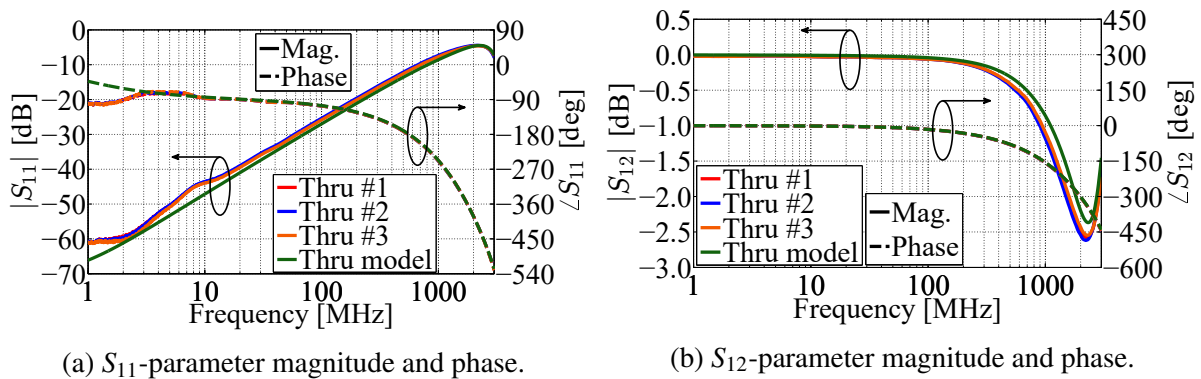 0
−10
−20
−30
−40
−50
−60
−70
|S11| [dB]
90
0
−90
−180
−270
−360
−450
−540
∠S11 [deg]
Mag.
Phase
Thru #1
Thru #2
Thru #3
Thru model
1 10 100 1000
Frequency [MHz]
(a) S11-parameter magnitude and phase.
0.5
0.0
−0.5
−1.0
−1.5
−2.0
−2.5
−3.0
|S12| [dB]
450
300
150
0
−150
−300
−450
−600
∠S12 [deg]
Thru #1
Thru #2
Thru #3
Thru model
Mag.
Phase
1 10 100 1000
Frequency [MHz]
(b) S12-parameter magnitude and phase.